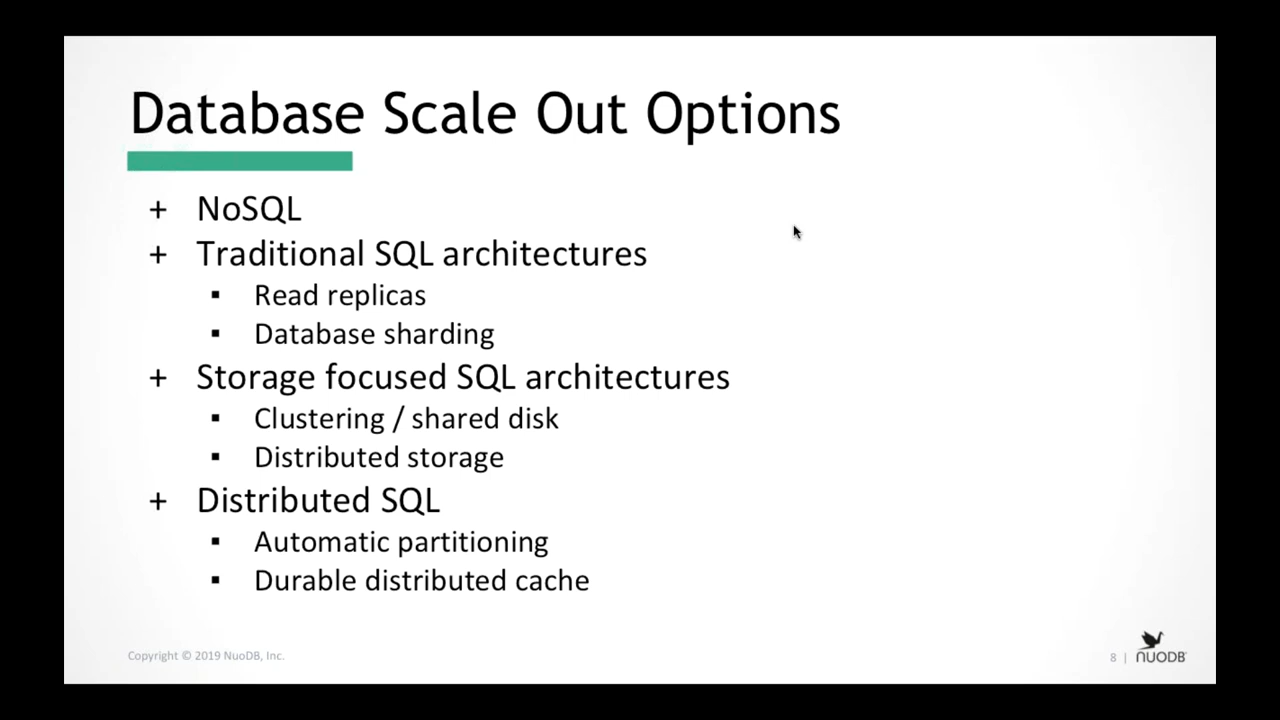 Database Scale Out Options
+ NoSQL
+ Traditional SQL architectures
▪ Read replicas
▪ Database sharding
+ Storage focused SQL architectures
▪ Clustering / shared disk
▪ Distributed storage
+ Distributed SQL
▪ Automatic partitioning
▪ Durable distributed cache
Copyright © 2019 NuoDB, Inc.
8 | NUODB